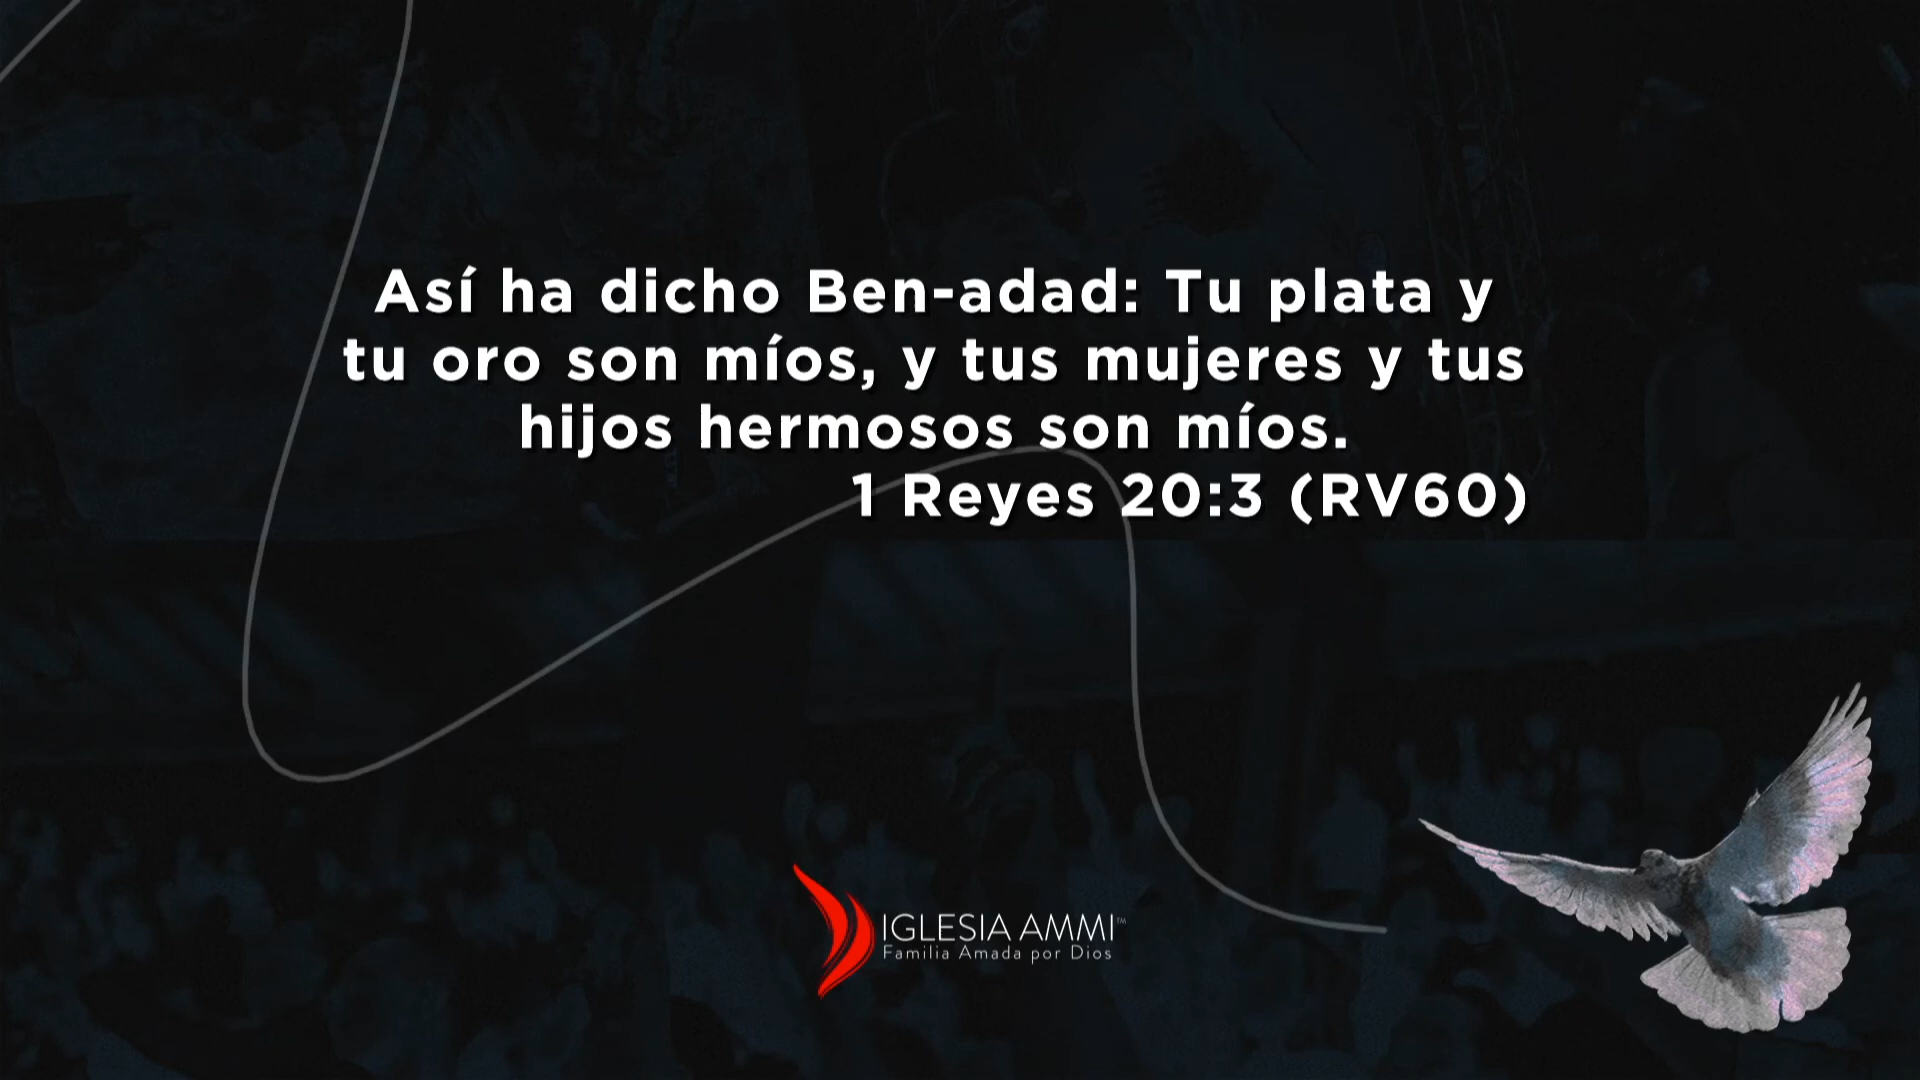 Así ha dicho Ben-adad: Tu plata y
tu oro son míos, y tus mujeres y tus
hijos hermosos son míos.
1 Reyes 20:3 (RV60)
IGLESIA AMMI™
Familia Amada por Dios